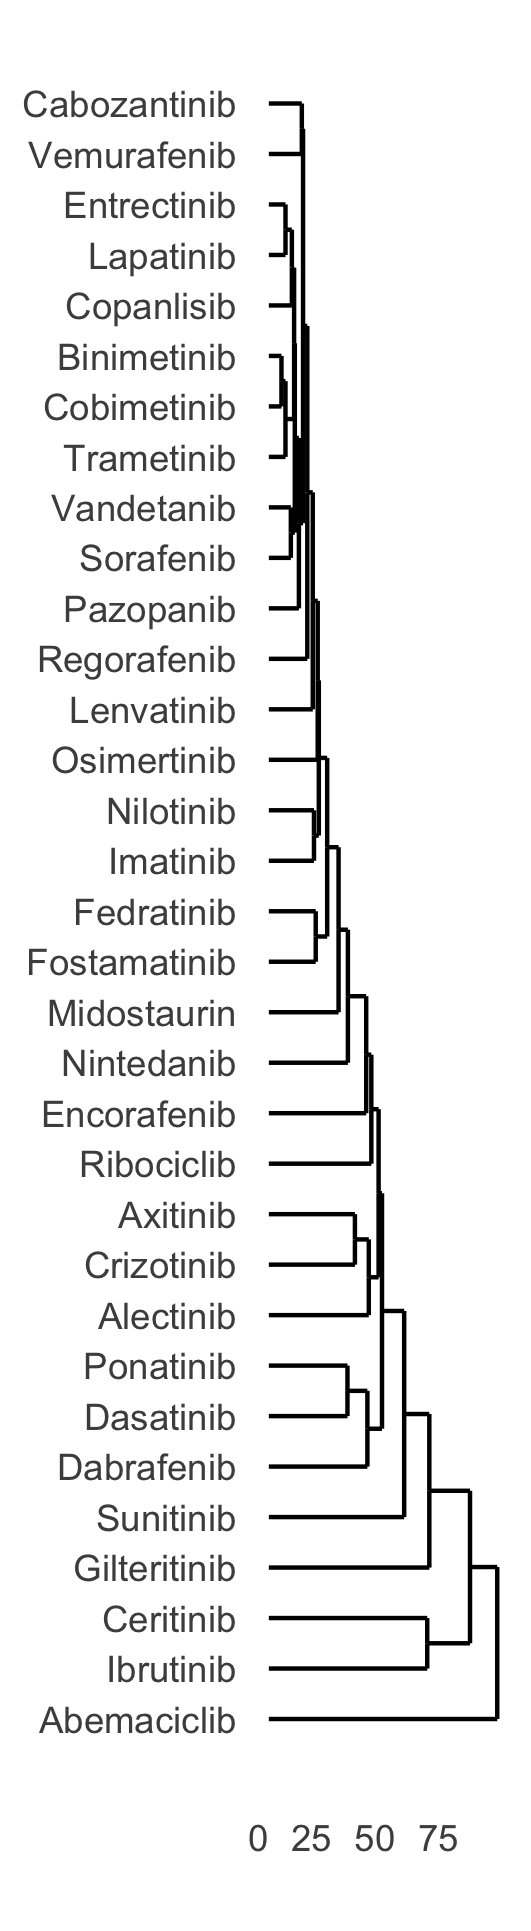 Cabozantinib
Vemurafenib
Entrectinib
Lapatinib
Copanlisib
Binimetinib
Cobimetinib
Trametinib
Vandetanib
Sorafenib
Pazopanib
Regorafenib
Lenvatinib
Osimertinib
Nilotinib
Imatinib
Fedratinib
Fostamatinib
Midostaurin
Nintedanib
Encorafenib
Ribociclib
Axitinib
Crizotinib
Alectinib
Ponatinib
Dasatinib
Dabrafenib
Sunitinib
Gilteritinib
Ceritinib
Ibrutinib
Abemaciclib
0 25 50 75